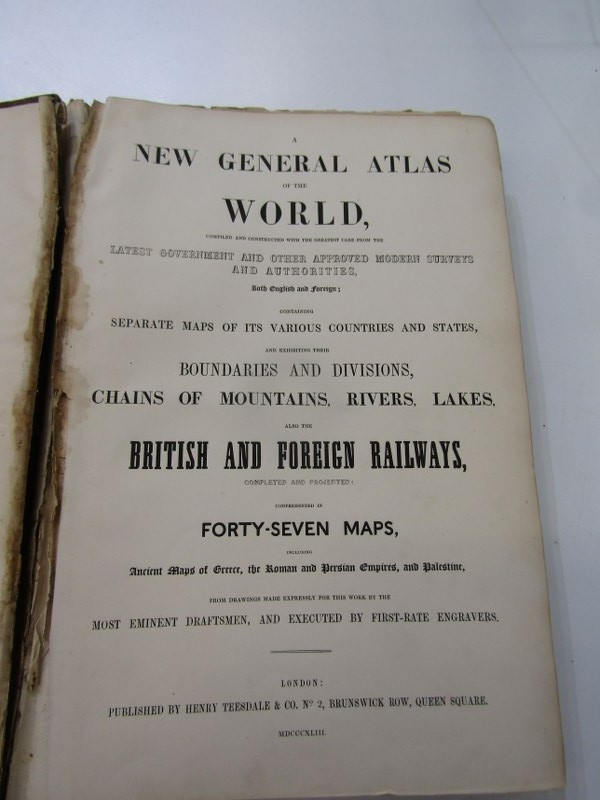 A
NEW GENERAL ATLAS
OF THE
WORLD,
COMPILED AND CONSTRUCTED WITH THE GREATEST CARE FROM THE
LATEST GOVERNMENT AND OTHER APPROVED MODERN SURVEYS
AND AUTHORITIES,
Both English and Foreign;
CONTAINING
SEPARATE MAPS OF ITS VARIOUS COUNTRIES AND STATES,
AND EXHIBITING THEIR
BOUNDARIES AND DIVISIONS,
CHAINS OF MOUNTAINS, RIVERS, LAKES,
ALSO THE
BRITISH AND FOREIGN RAILWAYS,
COMPLETED AND PROJECTED:
COMPREHENDED IN
FORTY-SEVEN MAPS,
INCLUDING
Ancient Maps of Greece, the Roman and Persian Empires, and Palestine,
FROM DRAWINGS MADE EXPRESSLY FOR THIS WORK BY THE
MOST EMINENT DRAFTSMEN, AND EXECUTED BY FIRST-RATE ENGRAVERS.
LONDON:
PUBLISHED BY HENRY TEESDALE & CO. Nº 2, BRUNSWICK ROW, QUEEN SQUARE.
MDCCCXLIII.